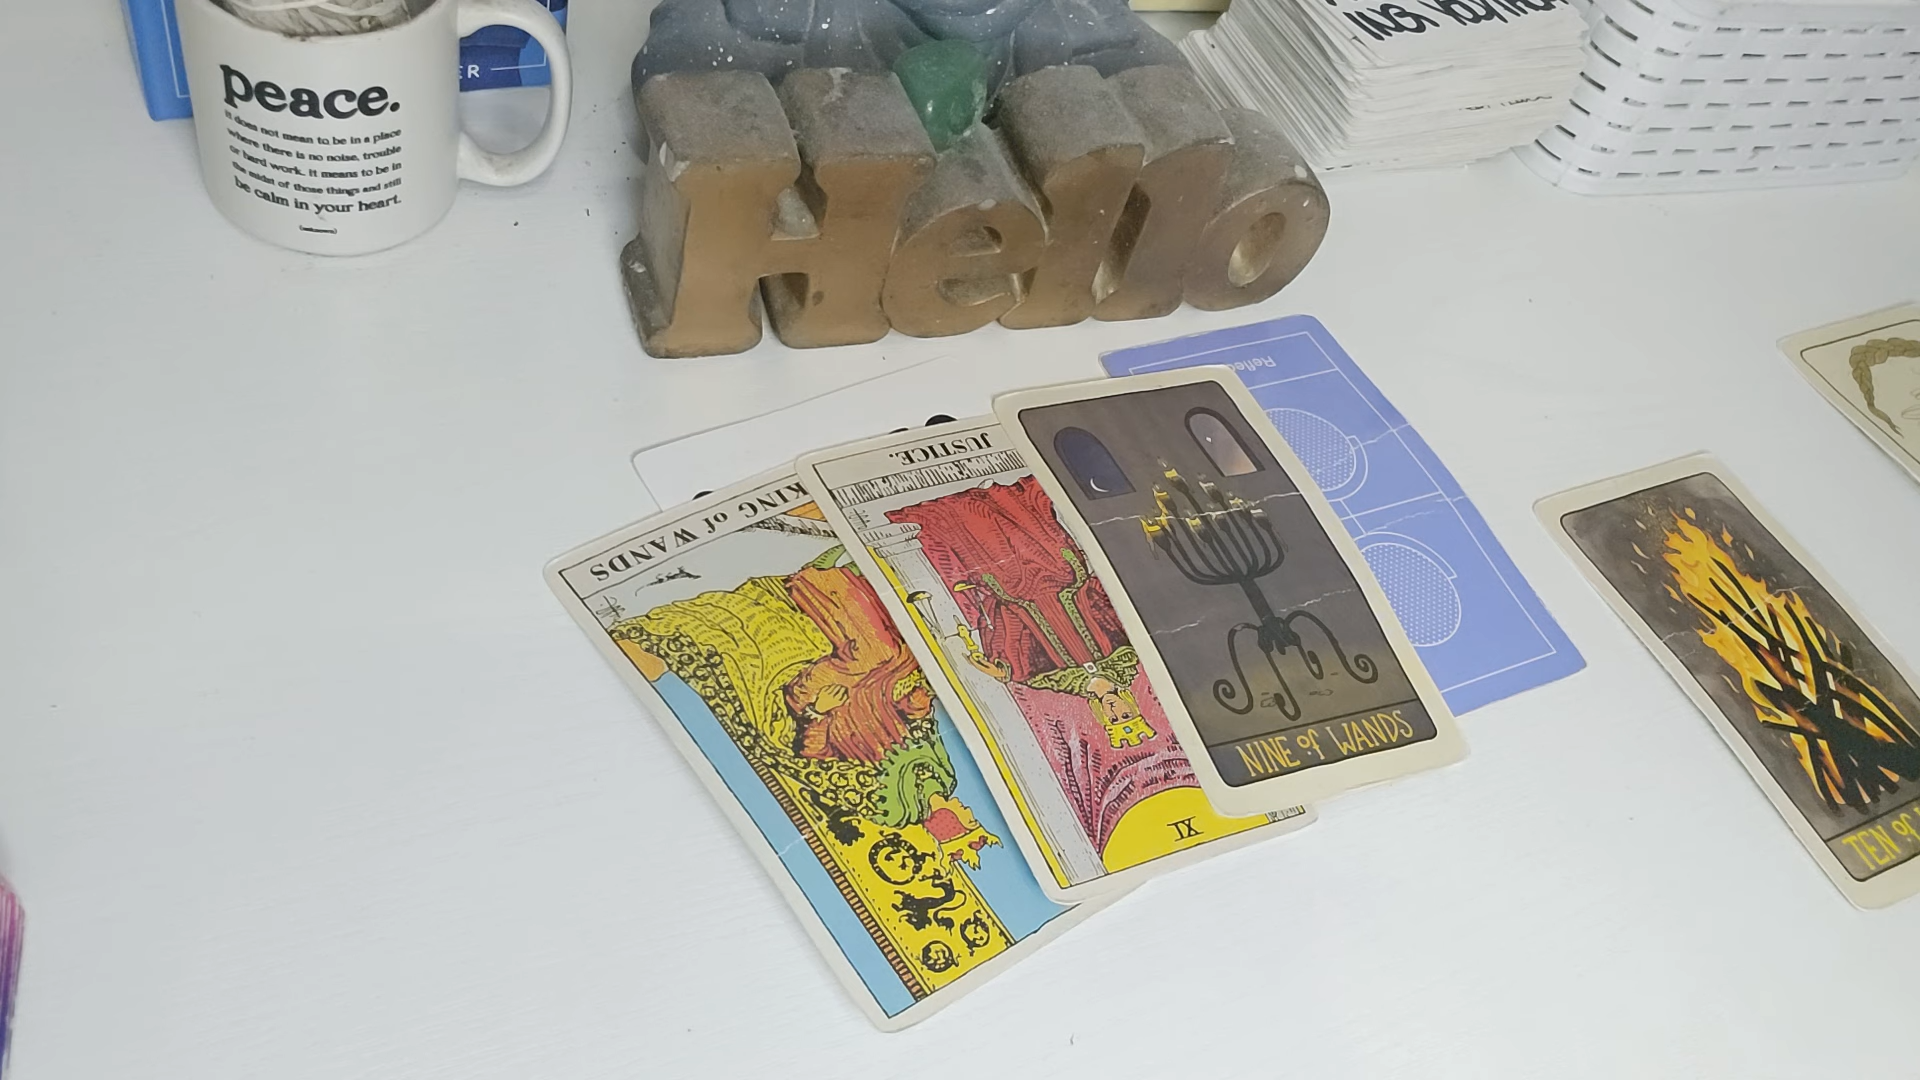 peace.
it does not mean to be in a place
where there is no noise, trouble
or hard work. it means to be in
the midst of those things and still
be calm in your heart.
(unknown)
ER
Hello
KING of WANDS
JUSTICE.
XI
NINE of WANDS
TEN of